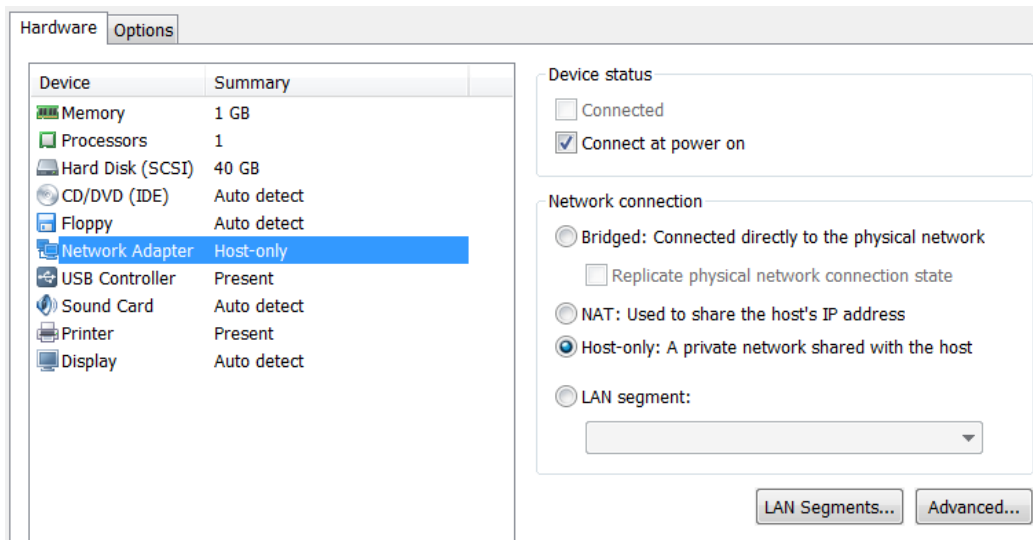 Hardware Options
Device Summary
Memory 1 GB
Processors 1
Hard Disk (SCSI) 40 GB
CD/DVD (IDE) Auto detect
Floppy Auto detect
Network Adapter Host-only
USB Controller Present
Sound Card Auto detect
Printer Present
Display Auto detect
Device status
Connected
Connect at power on
Network connection
Bridged: Connected directly to the physical network
Replicate physical network connection state
NAT: Used to share the host's IP address
Host-only: A private network shared with the host
LAN segment:
LAN Segments... Advanced...